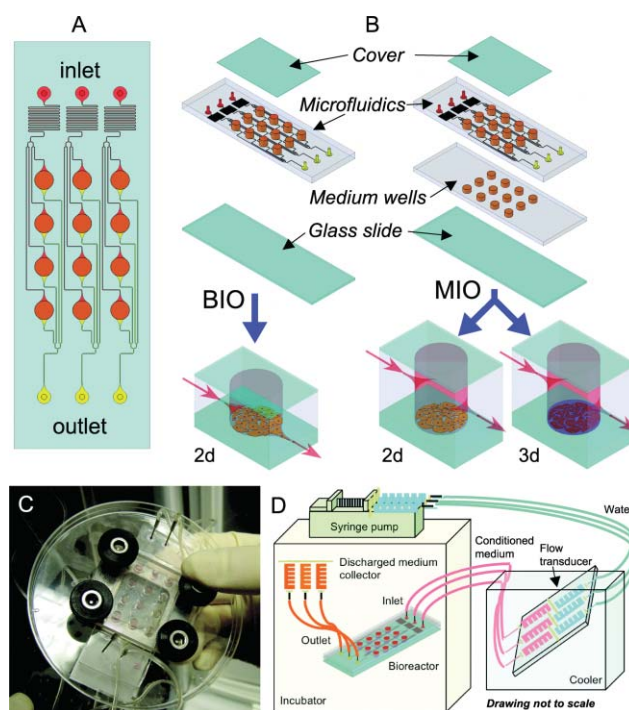 A
inlet
outlet
B
Cover
Microfluidics
Medium wells
Glass slide
BIO
MIO
2d
2d
3d
C
D
Syringe pump
Water
Conditioned
medium
Flow
transducer
Discharged medium
collector
Inlet
Outlet
Bioreactor
Incubator
Cooler
Drawing not to scale